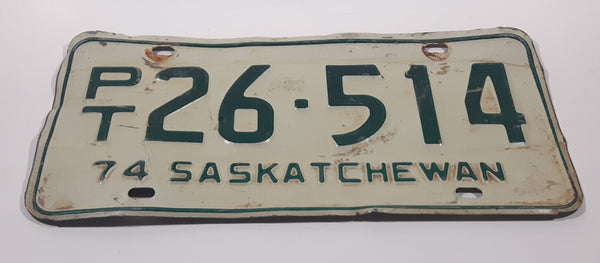 PT 26·514
74 SASKATCHEWAN